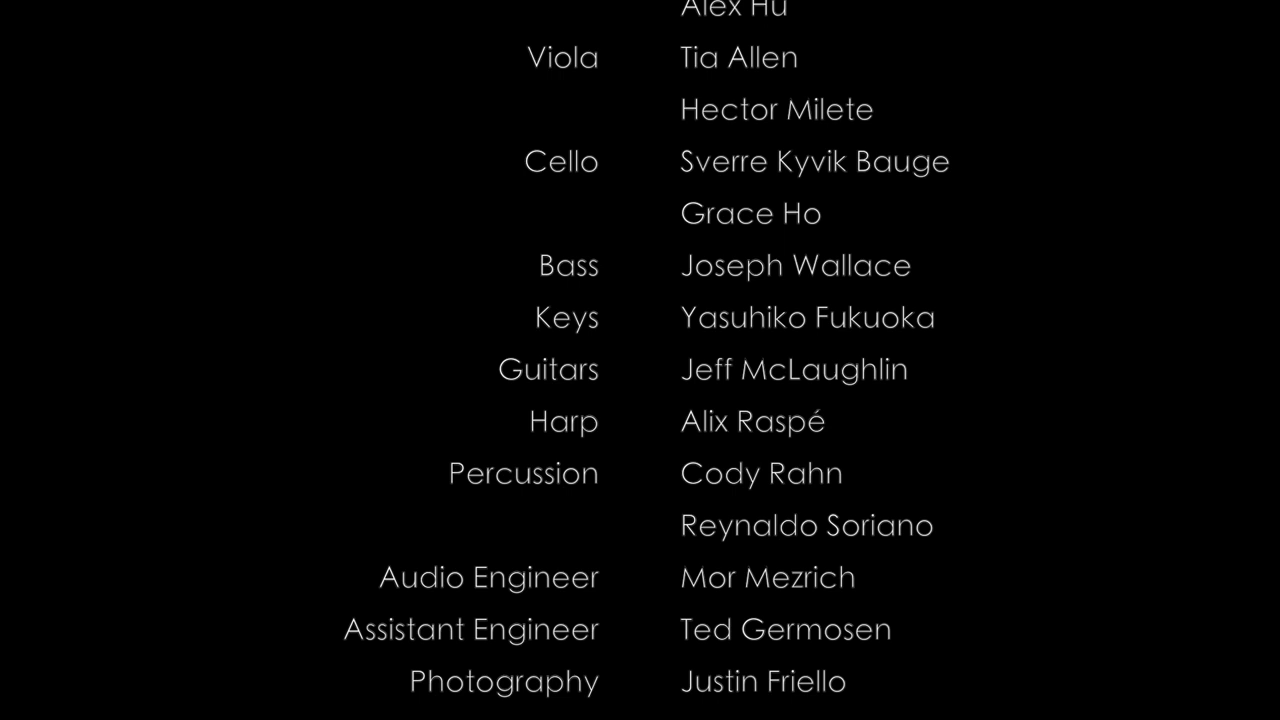 Alex Hu
Viola Tia Allen
Hector Milete
Cello Sverre Kyvik Bauge
Grace Ho
Bass Joseph Wallace
Keys Yasuhiko Fukuoka
Guitars Jeff McLaughlin
Harp Alix Raspé
Percussion Cody Rahn
Reynaldo Soriano
Audio Engineer Mor Mezrich
Assistant Engineer Ted Germosen
Photography Justin Friello